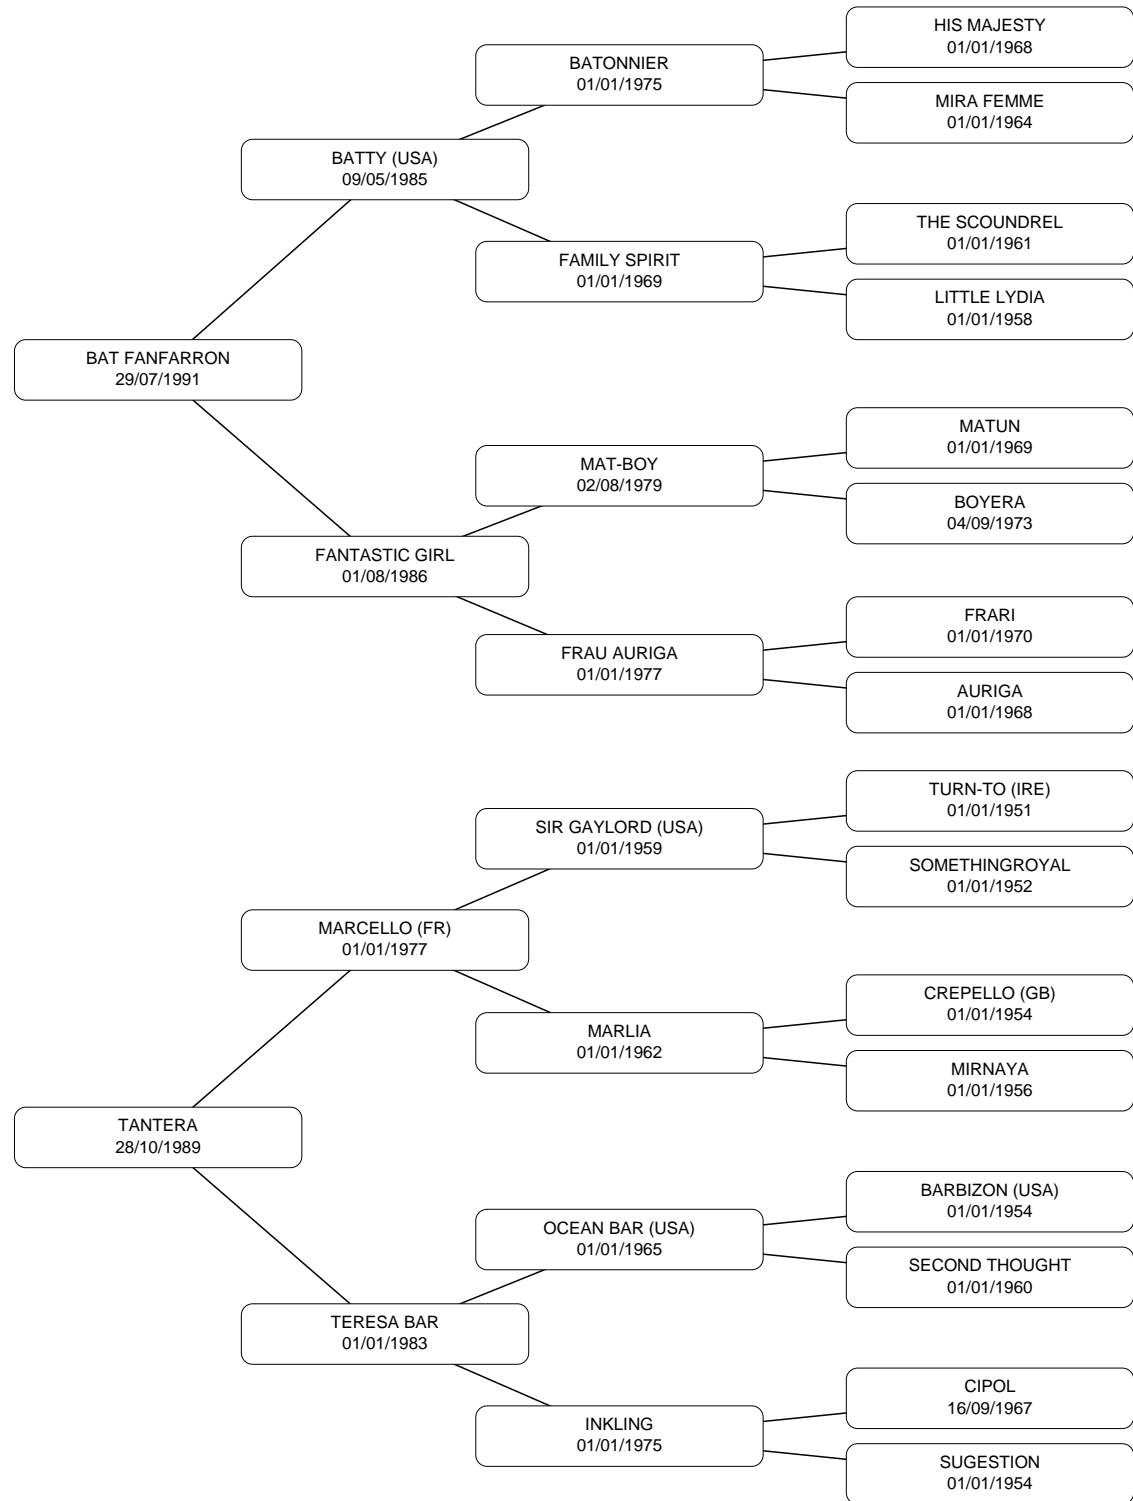 HIS MAJESTY
01/01/1968
BATONNIER
01/01/1975
MIRA FEMME
01/01/1964
BATTY (USA)
09/05/1985
THE SCOUNDREL
01/01/1961
FAMILY SPIRIT
01/01/1969
LITTLE LYDIA
01/01/1958
BAT FANFARRON
29/07/1991
MATUN
01/01/1969
MAT-BOY
02/08/1979
BOYERA
04/09/1973
FANTASTIC GIRL
01/08/1986
FRARI
01/01/1970
FRAU AURIGA
01/01/1977
AURIGA
01/01/1968
TURN-TO (IRE)
01/01/1951
SIR GAYLORD (USA)
01/01/1959
SOMETHINGROYAL
01/01/1952
MARCELLO (FR)
01/01/1977
CREPELLO (GB)
01/01/1954
MARLIA
01/01/1962
MIRNAYA
01/01/1956
TANTERA
28/10/1989
BARBIZON (USA)
01/01/1954
OCEAN BAR (USA)
01/01/1965
SECOND THOUGHT
01/01/1960
TERESA BAR
01/01/1983
CIPOL
16/09/1967
INKLING
01/01/1975
SUGESTION
01/01/1954